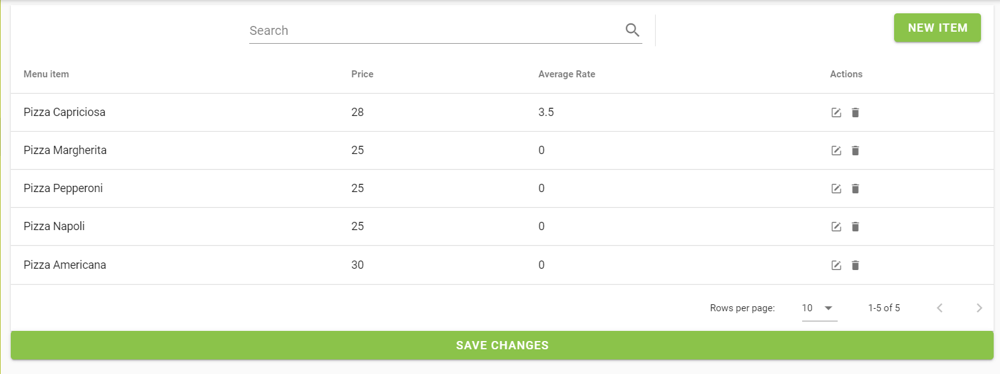 Search
NEW ITEM
Menu item Price Average Rate Actions
Pizza Capriciosa 28 3.5
Pizza Margherita 25 0
Pizza Pepperoni 25 0
Pizza Napoli 25 0
Pizza Americana 30 0
Rows per page: 10 1-5 of 5
SAVE CHANGES